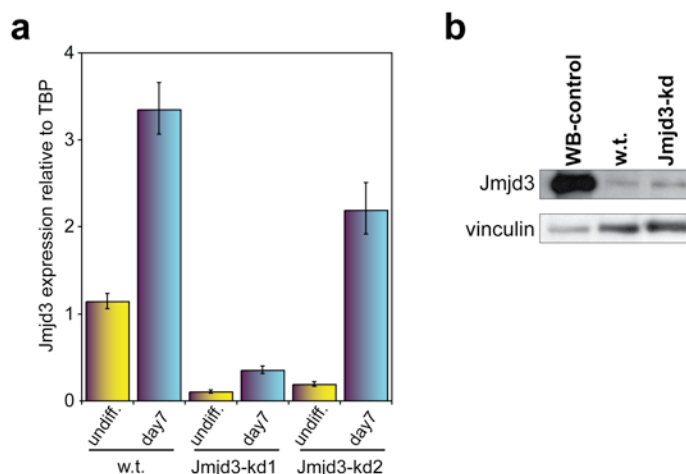 a
Jmjd3 expression relative to TBP
4
3
2
1
0
undiff.
day7
undiff.
day7
undiff.
day7
w.t.
Jmjd3-kd1
Jmjd3-kd2
b
WB-control
w.t.
Jmjd3-kd
Jmjd3
vinculin